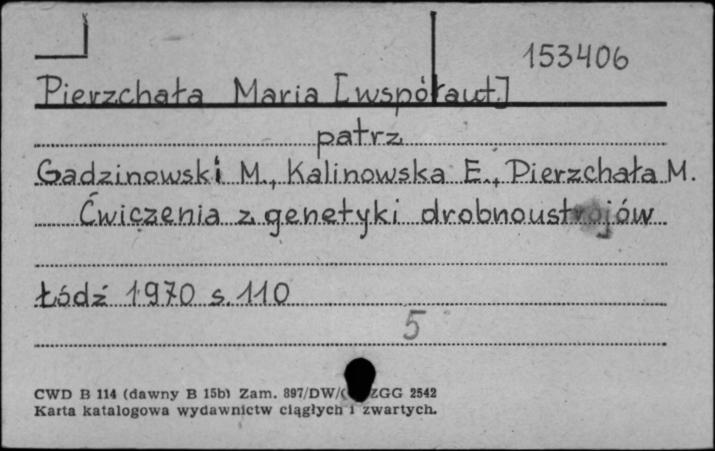 153406
Pierzchała Maria [współaut.]
patrz
Gadzinowski M., Kalinowska E., Pierzchała M.
Ćwiczenia z genetyki drobnoustrojów
Łódź 1970 s. 110
5
CWD B 114 (dawny B 15b) Zam. 897/DW/ ZGG 2542
Karta katalogowa wydawnictw ciągłych i zwartych.